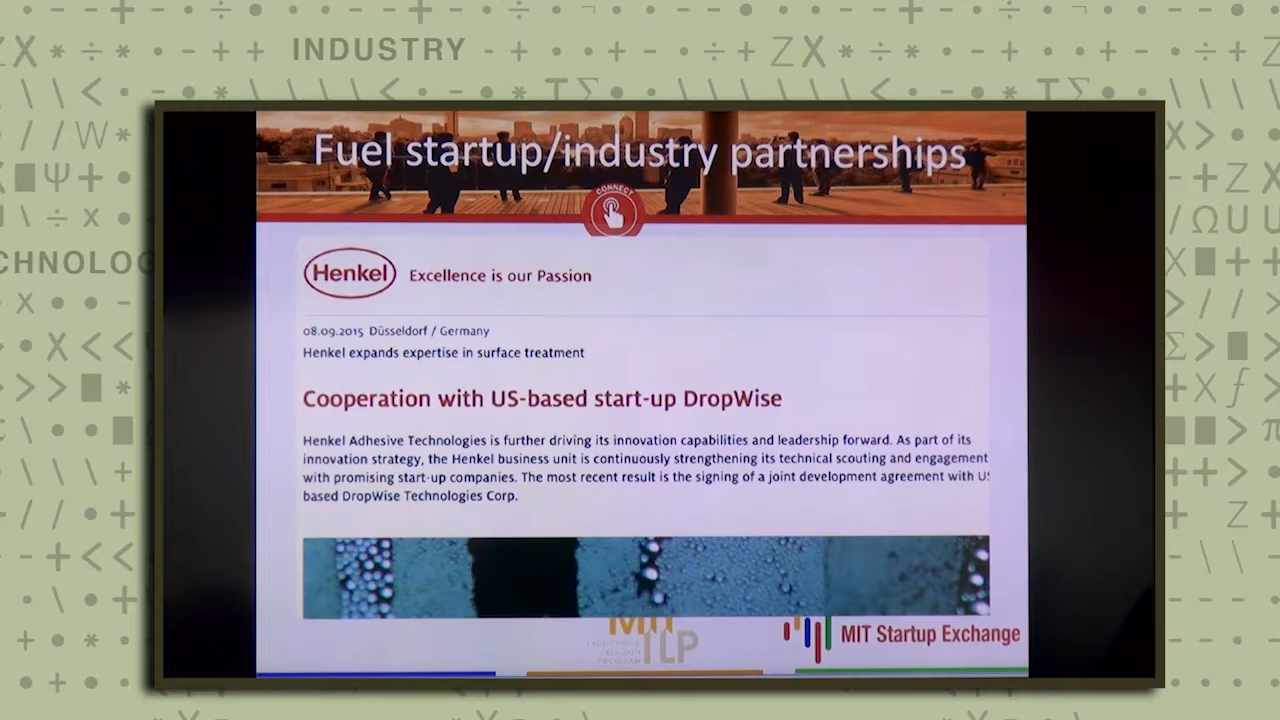 INDUSTRY
CHNOLOG
Fuel startup/industry partnerships
CONNECT
Henkel
Excellence is our Passion
08.09.2015 Düsseldorf / Germany
Henkel expands expertise in surface treatment
Cooperation with US-based start-up DropWise
Henkel Adhesive Technologies is further driving its innovation capabilities and leadership forward. As part of its
innovation strategy, the Henkel business unit is continuously strengthening its technical scouting and engagement
with promising start-up companies. The most recent result is the signing of a joint development agreement with US
based DropWise Technologies Corp.
MIT
ILP
MIT Startup Exchange